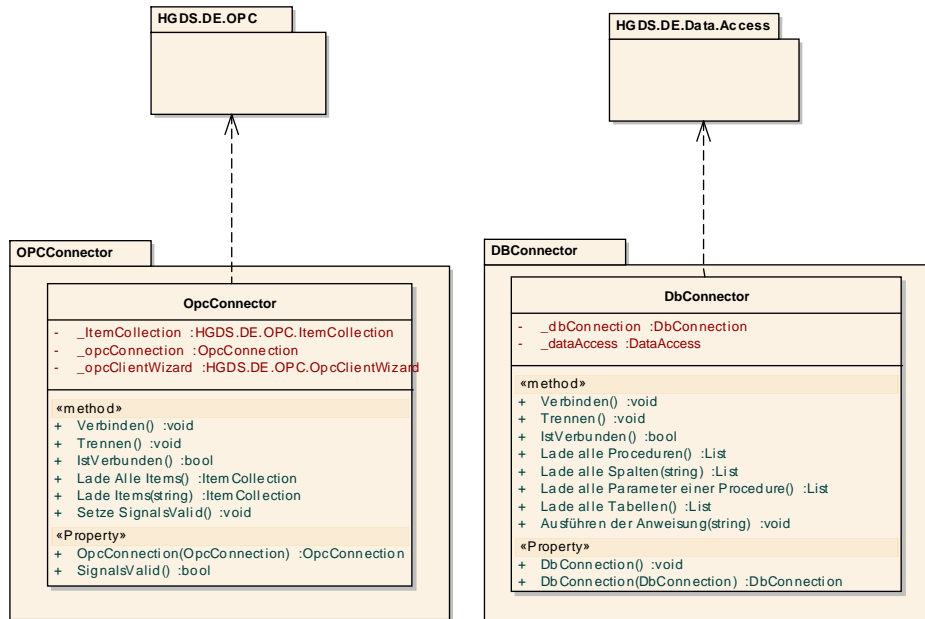 HGDS.DE.OPC
HGDS.DE.Data.Access
OPCConnector
OpcConnector
- _ItemCollection :HGDS.DE.OPC.ItemCollection
- _opcConnection :OpcConnection
- _opcClientWizard :HGDS.DE.OPC.OpcClientWizard
«method»
+ Verbinden() :void
+ Trennen() :void
+ IstVerbunden() :bool
+ Lade Alle Items() :ItemCollection
+ Lade Items(string) :ItemCollection
+ Setze SignalsValid() :void
«Property»
+ OpcConnection(OpcConnection) :OpcConnection
+ SignalsValid() :bool
DBConnector
DbConnector
- _dbConnection :DbConnection
- _dataAccess :DataAccess
«method»
+ Verbinden() :void
+ Trennen() :void
+ IstVerbunden() :bool
+ Lade alle Proceduren() :List
+ Lade alle Spalten(string) :List
+ Lade alle Parameter einer Procedure() :List
+ Lade alle Tabellen() :List
+ Ausführen der Anweisung(string) :void
«Property»
+ DbConnection() :void
+ DbConnection(DbConnection) :DbConnection